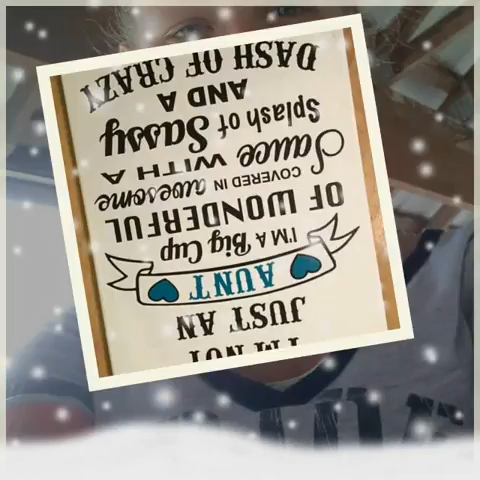 I'M NOT
JUST AN
AUNT
I'M A Big Cup
OF WONDERFUL
COVERED IN awesome
Sauce WITH A
Splash of Sassy
AND A
DASH OF CRAZY